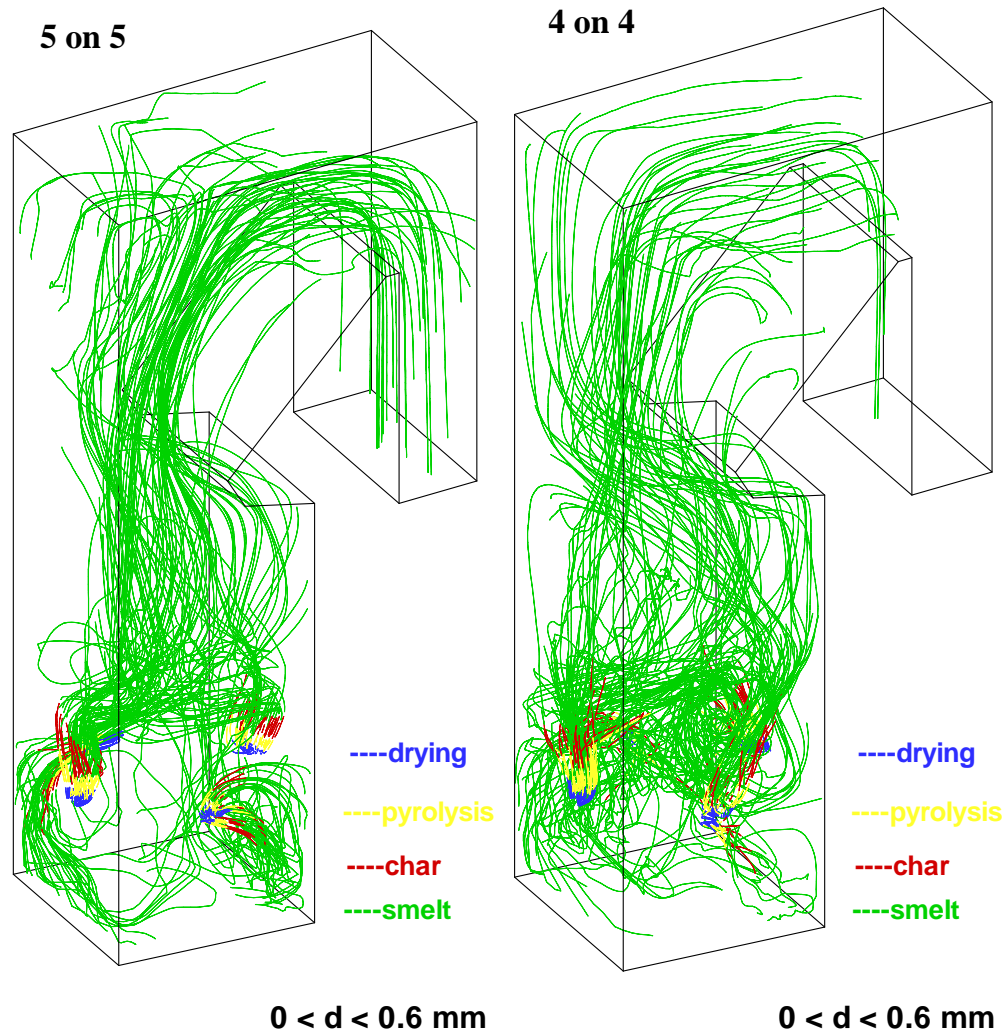 5 on 5
----drying
----pyrolysis
----char
----smelt
0 < d < 0.6 mm
4 on 4
----drying
----pyrolysis
----char
----smelt
0 < d < 0.6 mm